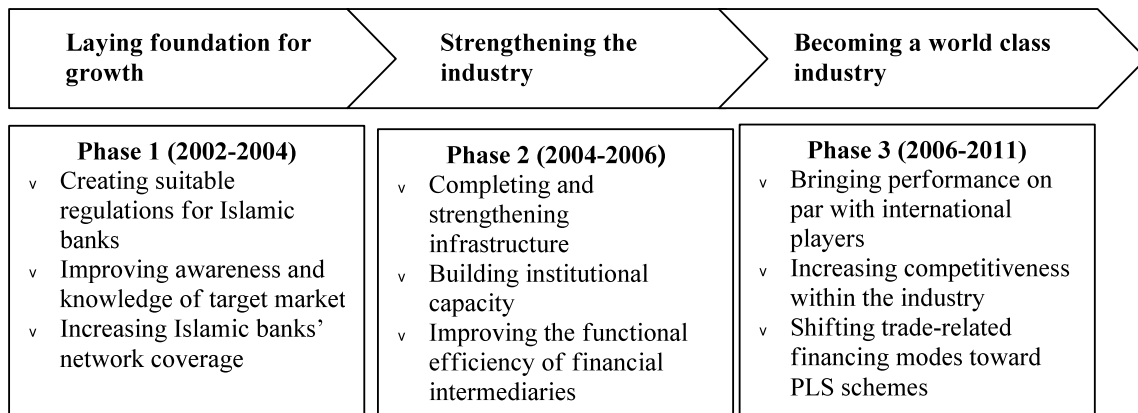 Laying foundation for
growth
Strengthening the
industry
Becoming a world class
industry
Phase 1 (2002-2004)
v Creating suitable
regulations for Islamic
banks
v Improving awareness and
knowledge of target market
v Increasing Islamic banks’
network coverage
Phase 2 (2004-2006)
v Completing and
strengthening
infrastructure
v Building institutional
capacity
v Improving the functional
efficiency of financial
intermediaries
Phase 3 (2006-2011)
v Bringing performance on
par with international
players
v Increasing competitiveness
within the industry
v Shifting trade-related
financing modes toward
PLS schemes